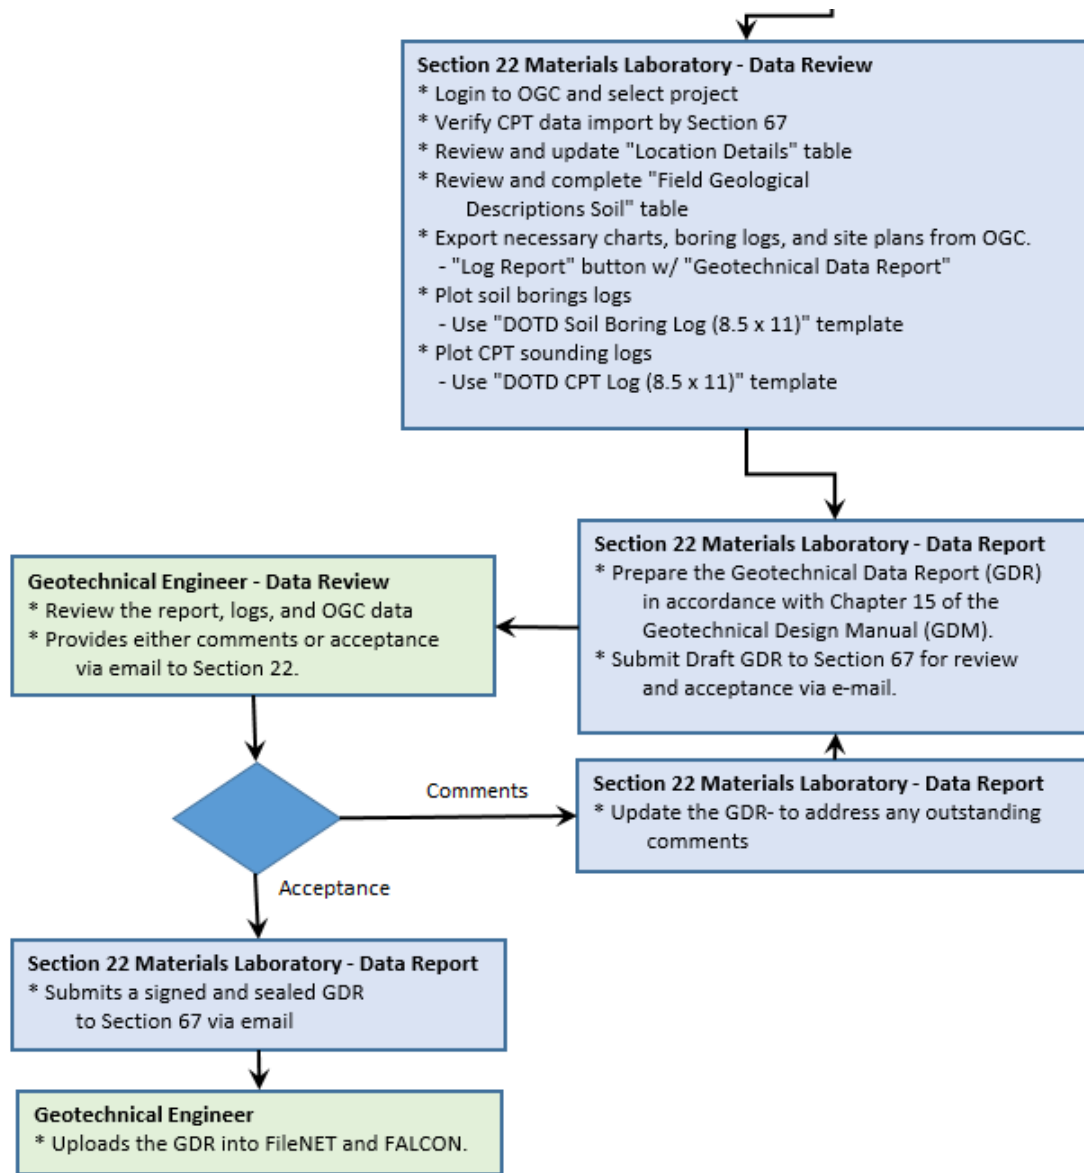 Section 22 Materials Laboratory - Data Review
* Login to OGC and select project
* Verify CPT data import by Section 67
* Review and update "Location Details" table
* Review and complete "Field Geological
Descriptions Soil" table
* Export necessary charts, boring logs, and site plans from OGC.
- "Log Report" button w/ "Geotechnical Data Report"
* Plot soil borings logs
- Use "DOTD Soil Boring Log (8.5 x 11)" template
* Plot CPT sounding logs
- Use "DOTD CPT Log (8.5 x 11)" template
Section 22 Materials Laboratory - Data Report
* Prepare the Geotechnical Data Report (GDR)
in accordance with Chapter 15 of the
Geotechnical Design Manual (GDM).
* Submit Draft GDR to Section 67 for review
and acceptance via e-mail.
Geotechnical Engineer - Data Review
* Review the report, logs, and OGC data
* Provides either comments or acceptance
via email to Section 22.
Comments
Section 22 Materials Laboratory - Data Report
* Update the GDR- to address any outstanding
comments
Acceptance
Section 22 Materials Laboratory - Data Report
* Submits a signed and sealed GDR
to Section 67 via email
Geotechnical Engineer
* Uploads the GDR into FileNET and FALCON.